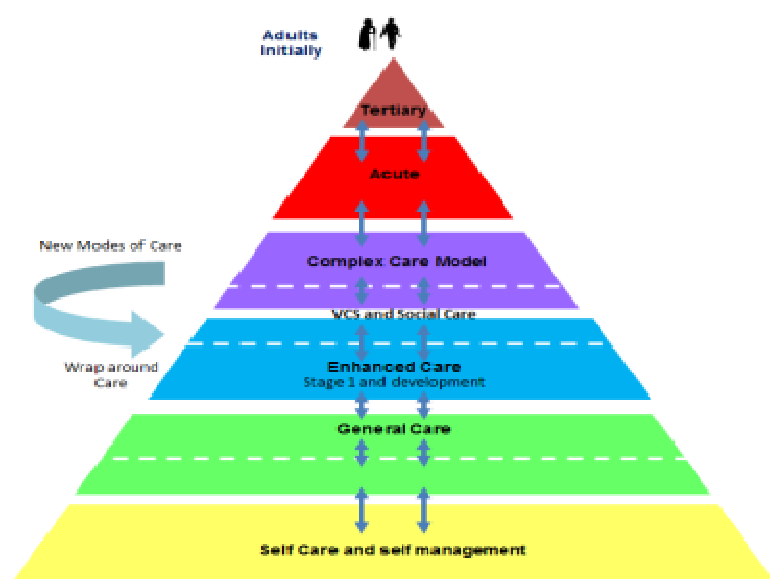 Adults
Initially
Tertiary
Acute
New Modes of Care
Complex Care Model
VCS and Social Care
Wrap around
Care
Enhanced Care
Stage 1 and development
General Care
Self Care and self management